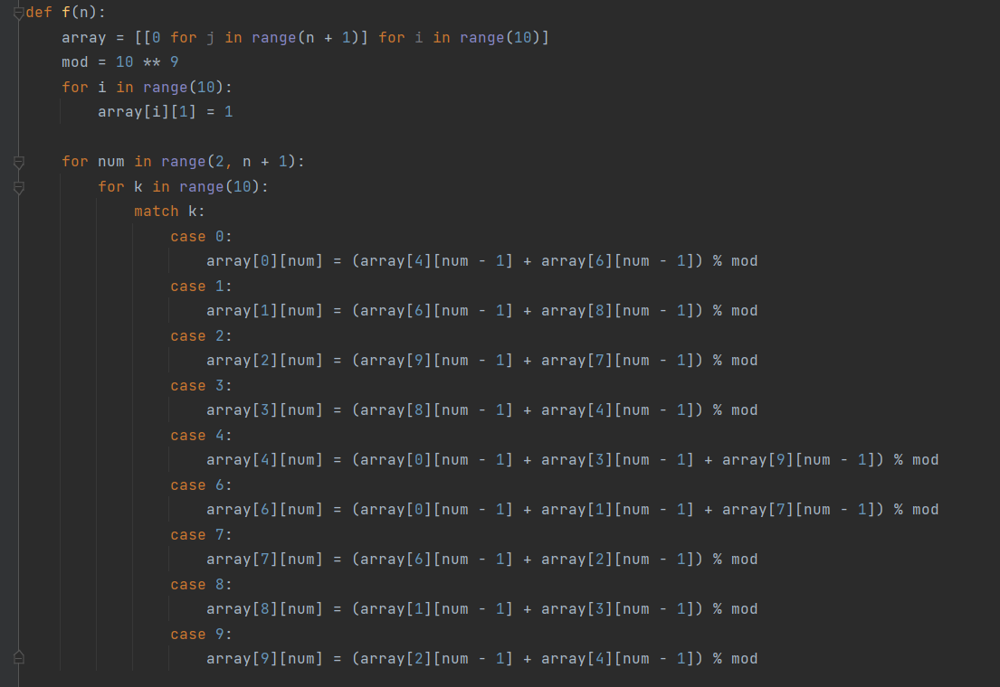 def f(n):
    array = [[0 for j in range(n + 1)] for i in range(10)]
    mod = 10 ** 9
    for i in range(10):
        array[i][1] = 1

    for num in range(2, n + 1):
        for k in range(10):
            match k:
                case 0:
                    array[0][num] = (array[4][num - 1] + array[6][num - 1]) % mod
                case 1:
                    array[1][num] = (array[6][num - 1] + array[8][num - 1]) % mod
                case 2:
                    array[2][num] = (array[9][num - 1] + array[7][num - 1]) % mod
                case 3:
                    array[3][num] = (array[8][num - 1] + array[4][num - 1]) % mod
                case 4:
                    array[4][num] = (array[0][num - 1] + array[3][num - 1] + array[9][num - 1]) % mod
                case 6:
                    array[6][num] = (array[0][num - 1] + array[1][num - 1] + array[7][num - 1]) % mod
                case 7:
                    array[7][num] = (array[6][num - 1] + array[2][num - 1]) % mod
                case 8:
                    array[8][num] = (array[1][num - 1] + array[3][num - 1]) % mod
                case 9:
                    array[9][num] = (array[2][num - 1] + array[4][num - 1]) % mod